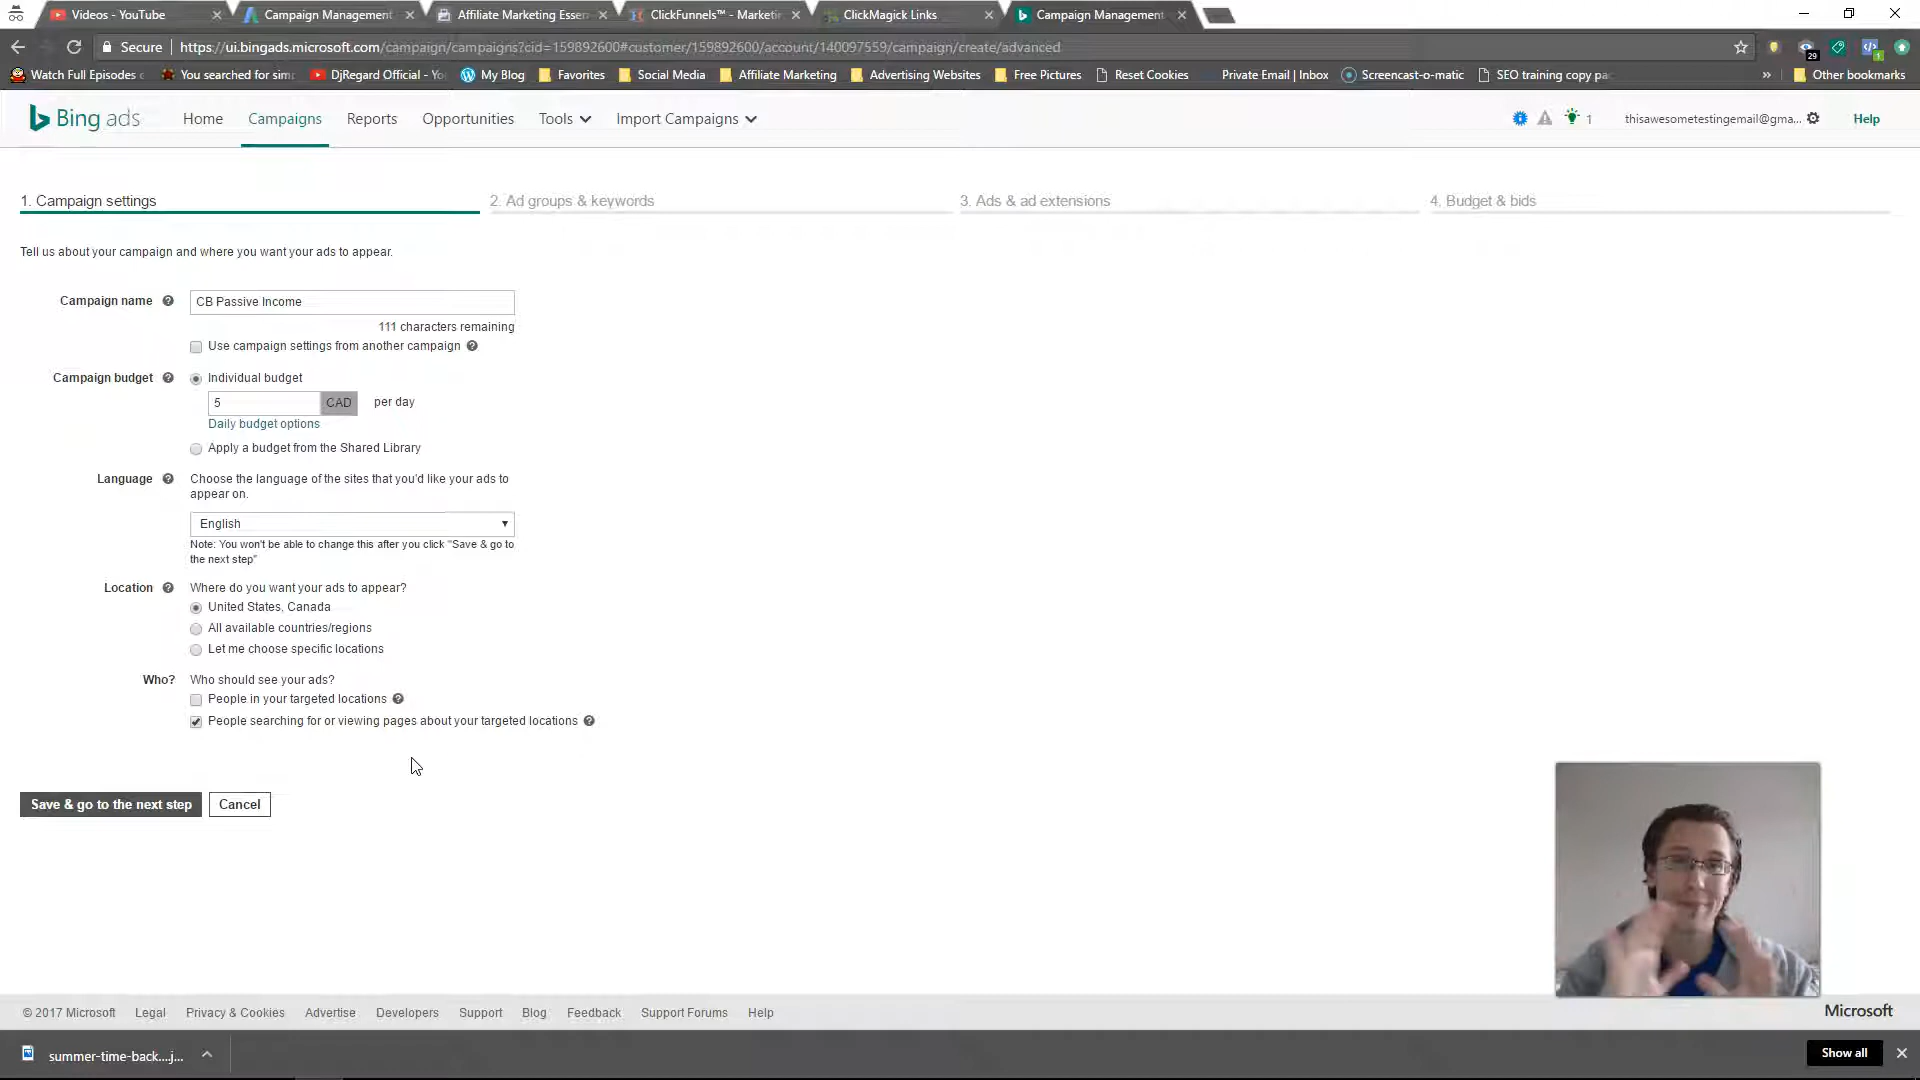 Videos - YouTube
Campaign Management
Affiliate Marketing Essen
ClickFunnels™ - Marketin
ClickMagick Links
Campaign Management
Secure
https://ui.bingads.microsoft.com/campaign/campaigns?cid=159892600#customer/159892600/account/140097559/campaign/create/advanced
29
1
Watch Full Episodes
You searched for sim
DjRegard Official - Yo
My Blog
Favorites
Social Media
Affiliate Marketing
Advertising Websites
Free Pictures
Reset Cookies
Private Email | Inbox
Screencast-o-matic
SEO training copy pa
»
Other bookmarks
Bing ads
Home
Campaigns
Reports
Opportunities
Tools
Import Campaigns
1
thisawesometestingemail@gma...
Help
1. Campaign settings
2. Ad groups & keywords
3. Ads & ad extensions
4. Budget & bids
Tell us about your campaign and where you want your ads to appear.
Campaign name
CB Passive Income
111 characters remaining
Use campaign settings from another campaign
Campaign budget
Individual budget
5
CAD
per day
Daily budget options
Apply a budget from the Shared Library
Language
Choose the language of the sites that you'd like your ads to
appear on.
English
Note: You won't be able to change this after you click "Save & go to
the next step"
Location
Where do you want your ads to appear?
United States, Canada
All available countries/regions
Let me choose specific locations
Who?
Who should see your ads?
People in your targeted locations
People searching for or viewing pages about your targeted locations
Save & go to the next step
Cancel
© 2017 Microsoft
Legal
Privacy & Cookies
Advertise
Developers
Support
Blog
Feedback
Support Forums
Help
Microsoft
summer-time-back....j...
Show all